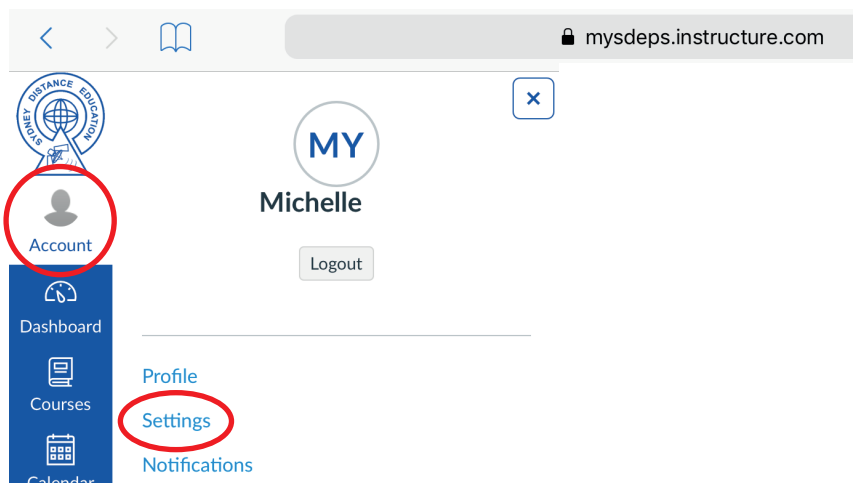 mysdeps.instructure.com
SYDNEY DISTANCE EDUCATION
MY
Michelle
Account
Logout
Dashboard
Profile
Courses
Settings
Notifications
Calendar